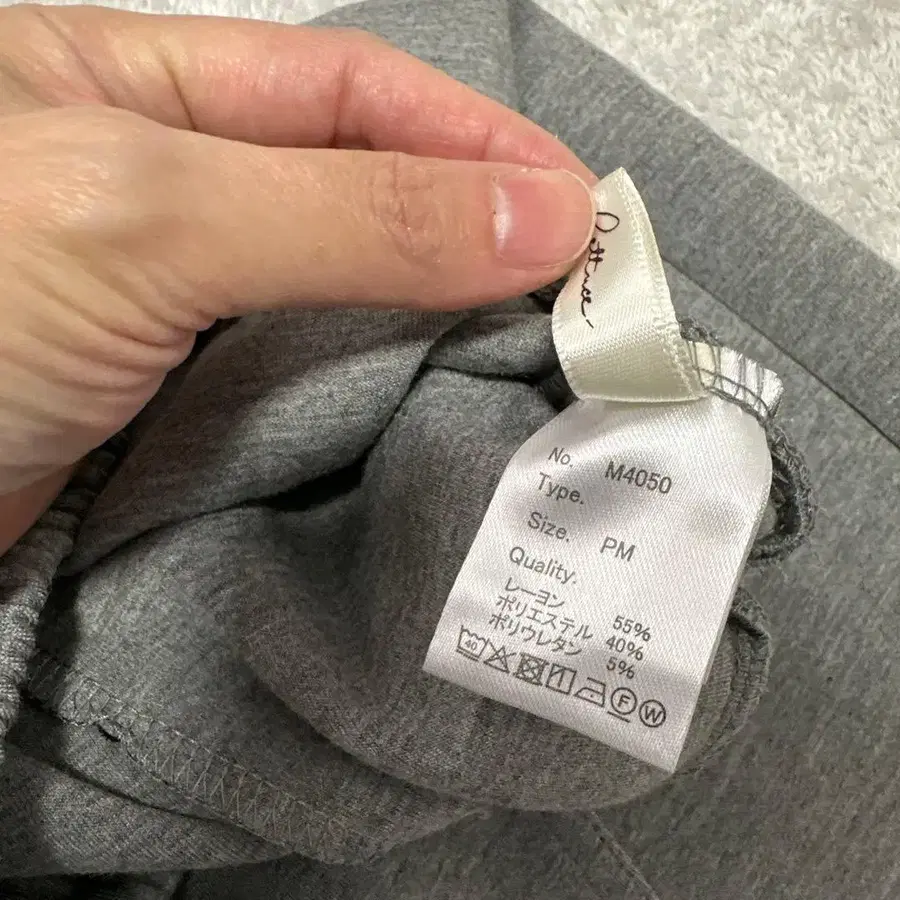 No. M4050
Type.
Size. PM
Quality.
レーヨン 55%
ポリエステル 40%
ポリウレタン 5%
40 F W